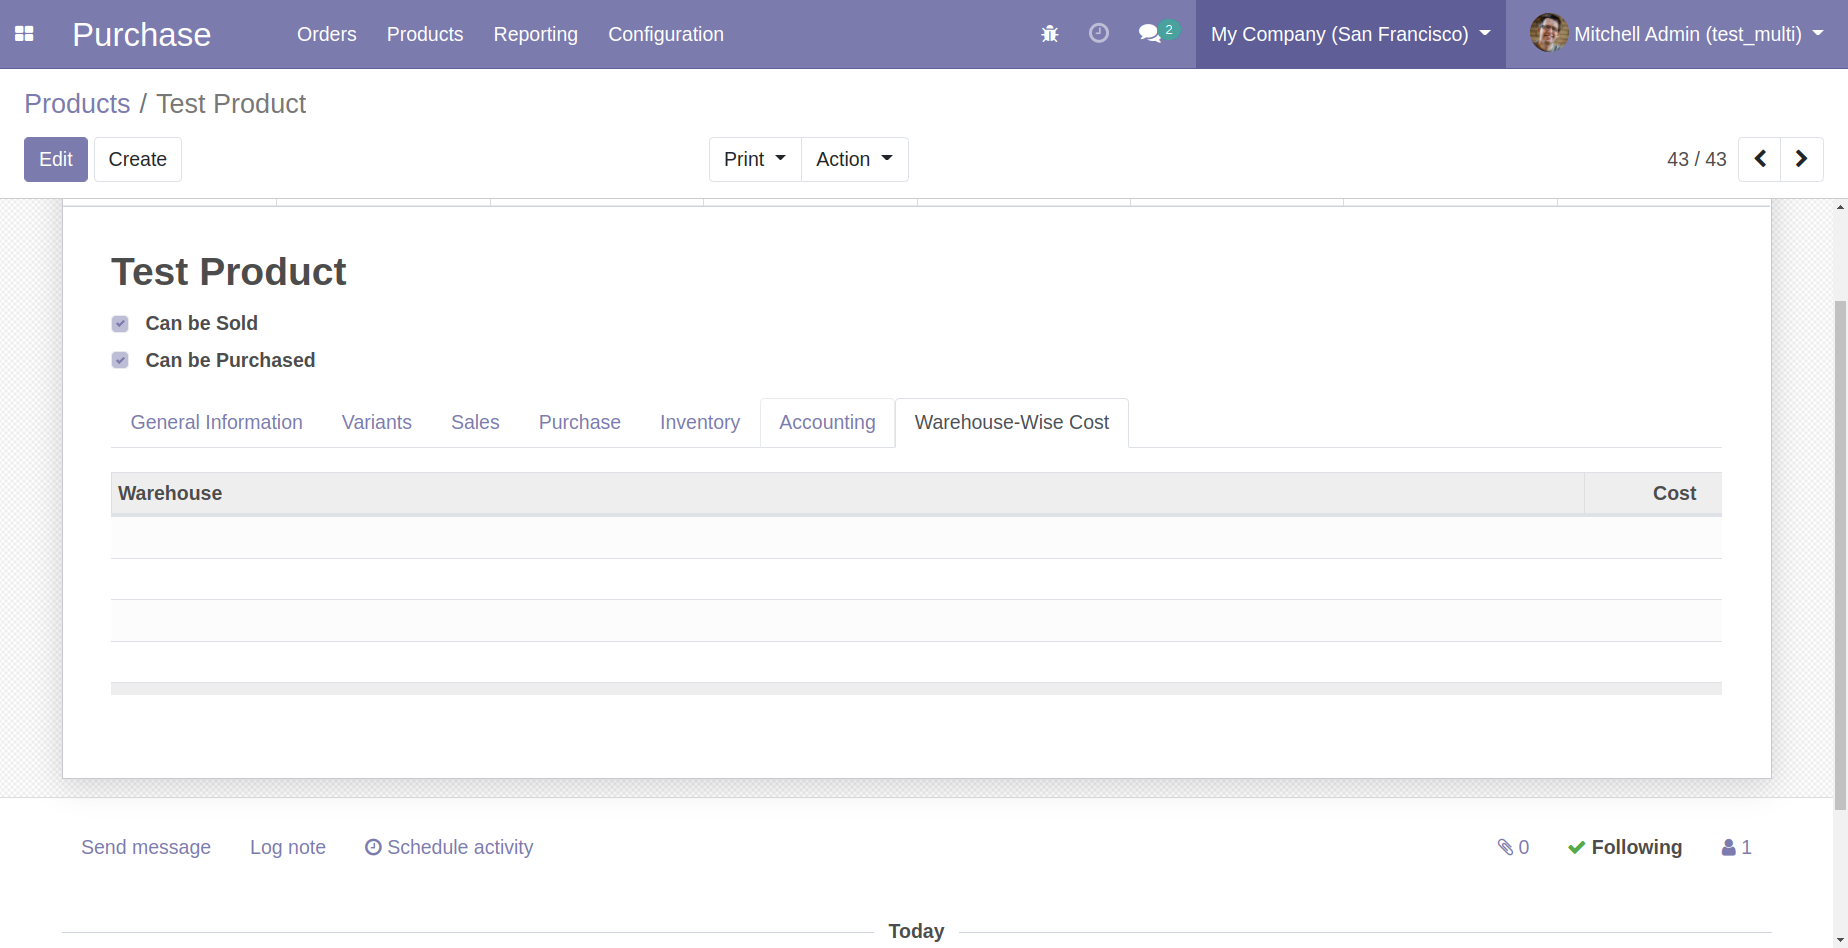 Purchase Orders Products Reporting Configuration 2 My Company (San Francisco) Mitchell Admin (test_multi)
Products / Test Product
Edit Create Print Action 43 / 43
Test Product
Can be Sold
Can be Purchased
General Information Variants Sales Purchase Inventory Accounting Warehouse-Wise Cost
Warehouse Cost
Send message Log note Schedule activity 0 Following 1
Today